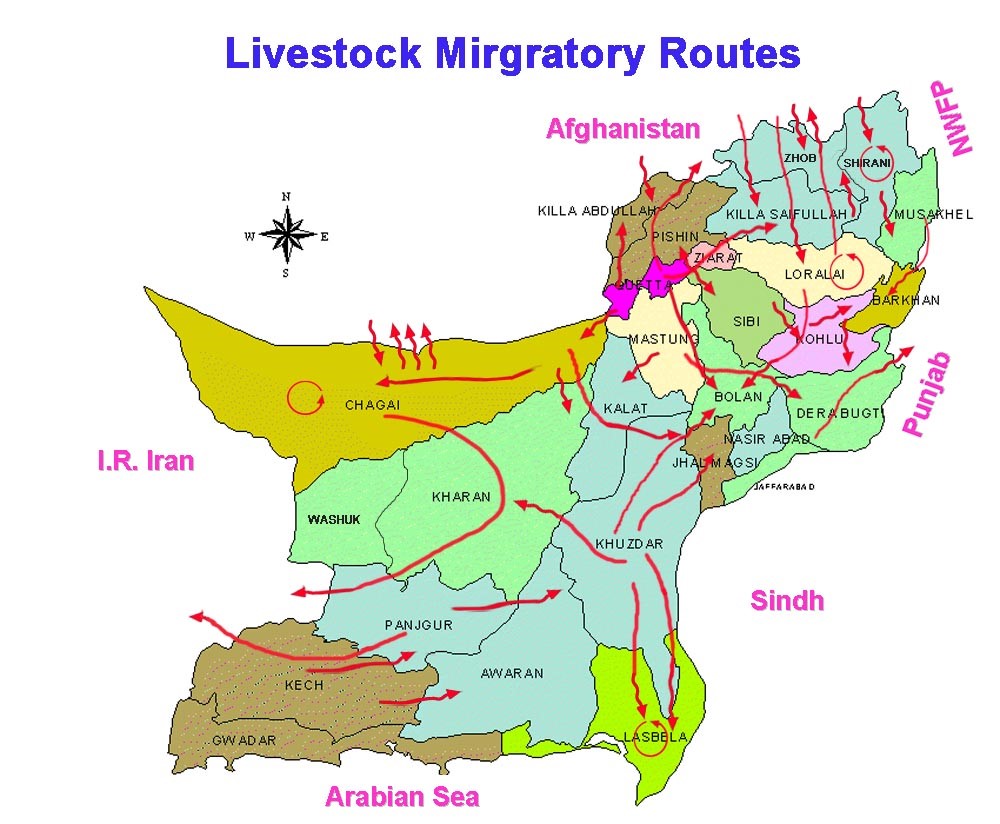 Livestock Mirgratory Routes
NWFP
Afghanistan
ZHOB
SHIRANI
N
KILLA ABDULLAH
KILLA SAIFULLAH
MUSAKHEL
W
E
PISHIN
ZIARAT
S
LORALAI
QUETTA
BARKHAN
SIBI
MASTUNG
KOHLU
Punjab
CHAGAI
KALAT
BOLAN
DERABUGTI
NASIR ABAD
I.R. Iran
JHAL MAGSI
JAFFARABAD
KHARAN
WASHUK
KHUZDAR
Sindh
PANJGUR
AWARAN
KECH
GWADAR
LASBELA
Arabian Sea